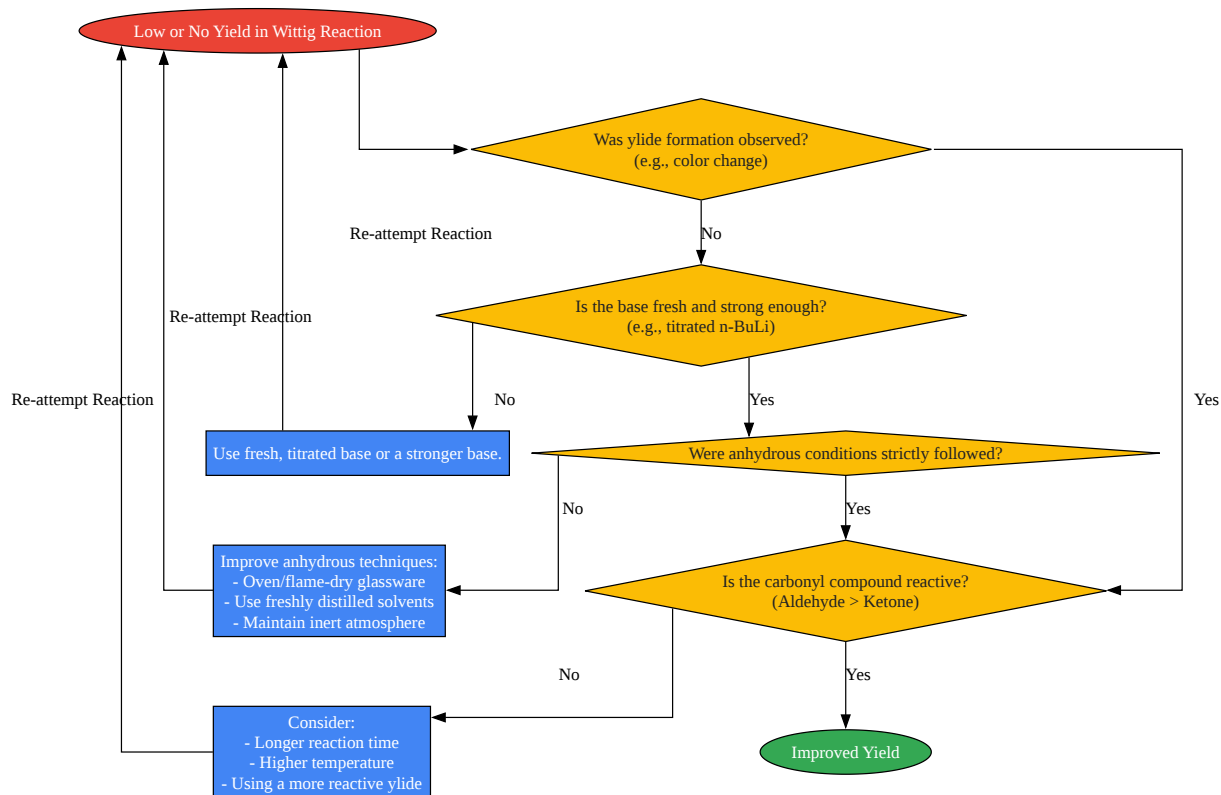 Low or No Yield in Wittig Reaction
Was ylide formation observed?
(e.g., color change)
Re-attempt Reaction
No
Is the base fresh and strong enough?
(e.g., titrated n-BuLi)
Re-attempt Reaction
Re-attempt Reaction
No
Yes
Yes
Use fresh, titrated base or a stronger base.
Were anhydrous conditions strictly followed?
No
Yes
Improve anhydrous techniques:
- Oven/flame-dry glassware
- Use freshly distilled solvents
- Maintain inert atmosphere
Is the carbonyl compound reactive?
(Aldehyde > Ketone)
No
Yes
Consider:
- Longer reaction time
- Higher temperature
- Using a more reactive ylide
Improved Yield